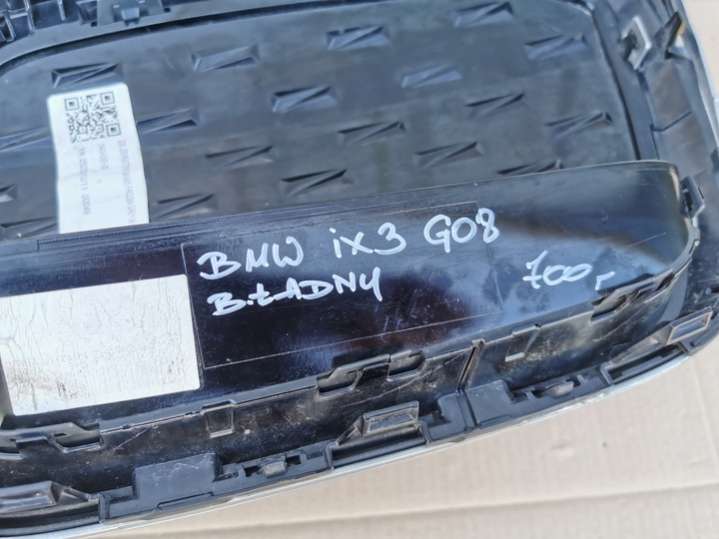 BMW ix3 G08
B.ŁADNY
700,-